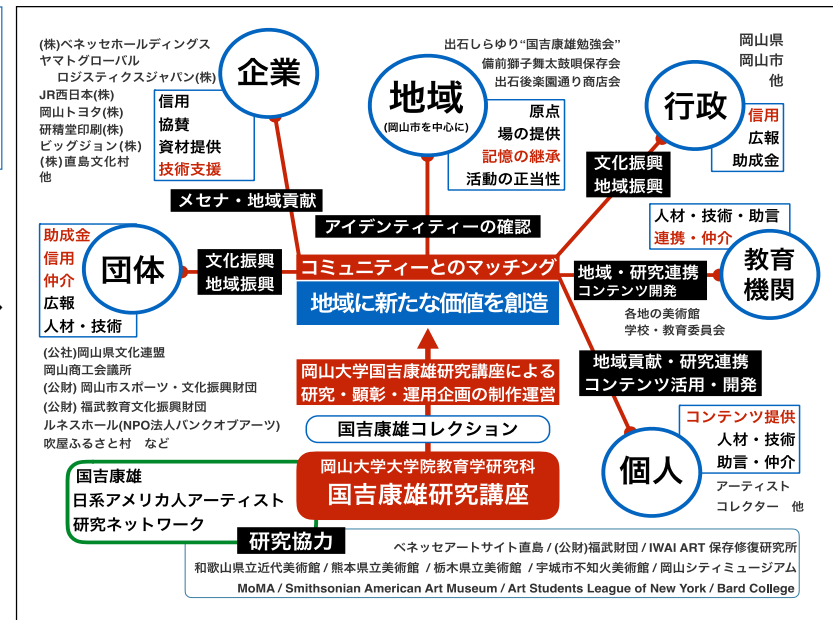 (株)ベネッセホールディングス
ヤマトグローバル
ロジスティクスジャパン(株)
JR西日本(株)
岡山トヨタ(株)
研精堂印刷(株)
ビッグジョン(株)
(株)直島文化村
他
企業
信用
協賛
資材提供
技術支援
メセナ・地域貢献
地域
(岡山市を中心に)
出石しらゆり“国吉康雄勉強会”
備前獅子舞太鼓唄保存会
出石後楽園通り商店会
原点
場の提供
記憶の継承
活動の正当性
アイデンティティーの確認
行政
岡山県
岡山市
他
信用
広報
助成金
文化振興
地域振興
助成金
信用
仲介
広報
人材・技術
団体
文化振興
地域振興
(公社)岡山県文化連盟
岡山商工会議所
(公財) 岡山市スポーツ・文化振興財団
(公財) 福武教育文化振興財団
ルネスホール(NPO法人バンクオブアーツ)
吹屋ふるさと村 など
コミュニティーとのマッチング
地域に新たな価値を創造
人材・技術・助言
連携・仲介
教育
機関
地域・研究連携
コンテンツ開発
各地の美術館
学校・教育委員会
地域貢献・研究連携
コンテンツ活用・開発
コンテンツ提供
人材・技術
助言・仲介
個人
アーティスト
コレクター 他
岡山大学国吉康雄研究講座による
研究・顕彰・運用企画の制作運営
国吉康雄コレクション
岡山大学大学院教育学研究科
国吉康雄研究講座
国吉康雄
日系アメリカ人アーティスト
研究ネットワーク
研究協力
ベネッセアートサイト直島 / (公財)福武財団 / IWAI ART 保存修復研究所
和歌山県立近代美術館 / 熊本県立美術館 / 栃木県立美術館 / 宇城市不知火美術館 / 岡山シティミュージアム
MoMA / Smithsonian American Art Museum / Art Students League of New York / Bard College